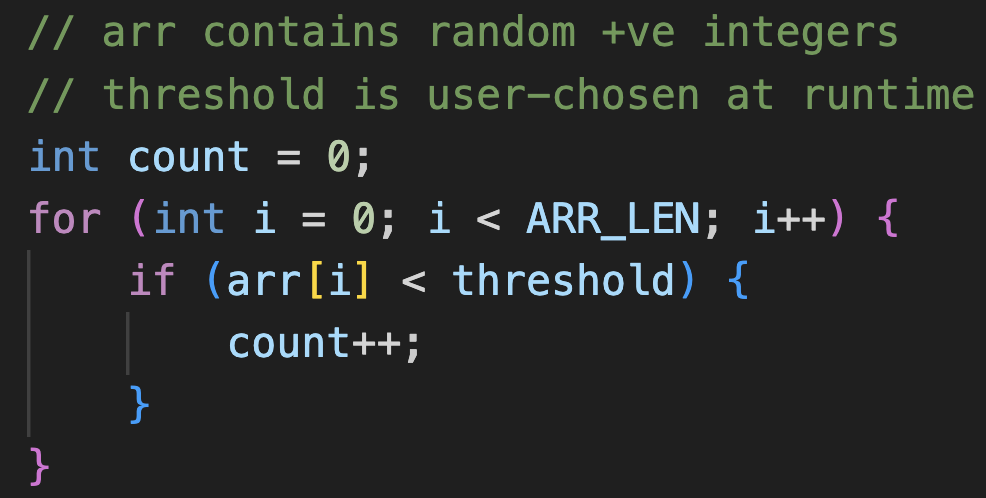 // arr contains random +ve integers
// threshold is user-chosen at runtime
int count = 0;
for (int i = 0; i < ARR_LEN; i++) {
    if (arr[i] < threshold) {
        count++;
    }
}